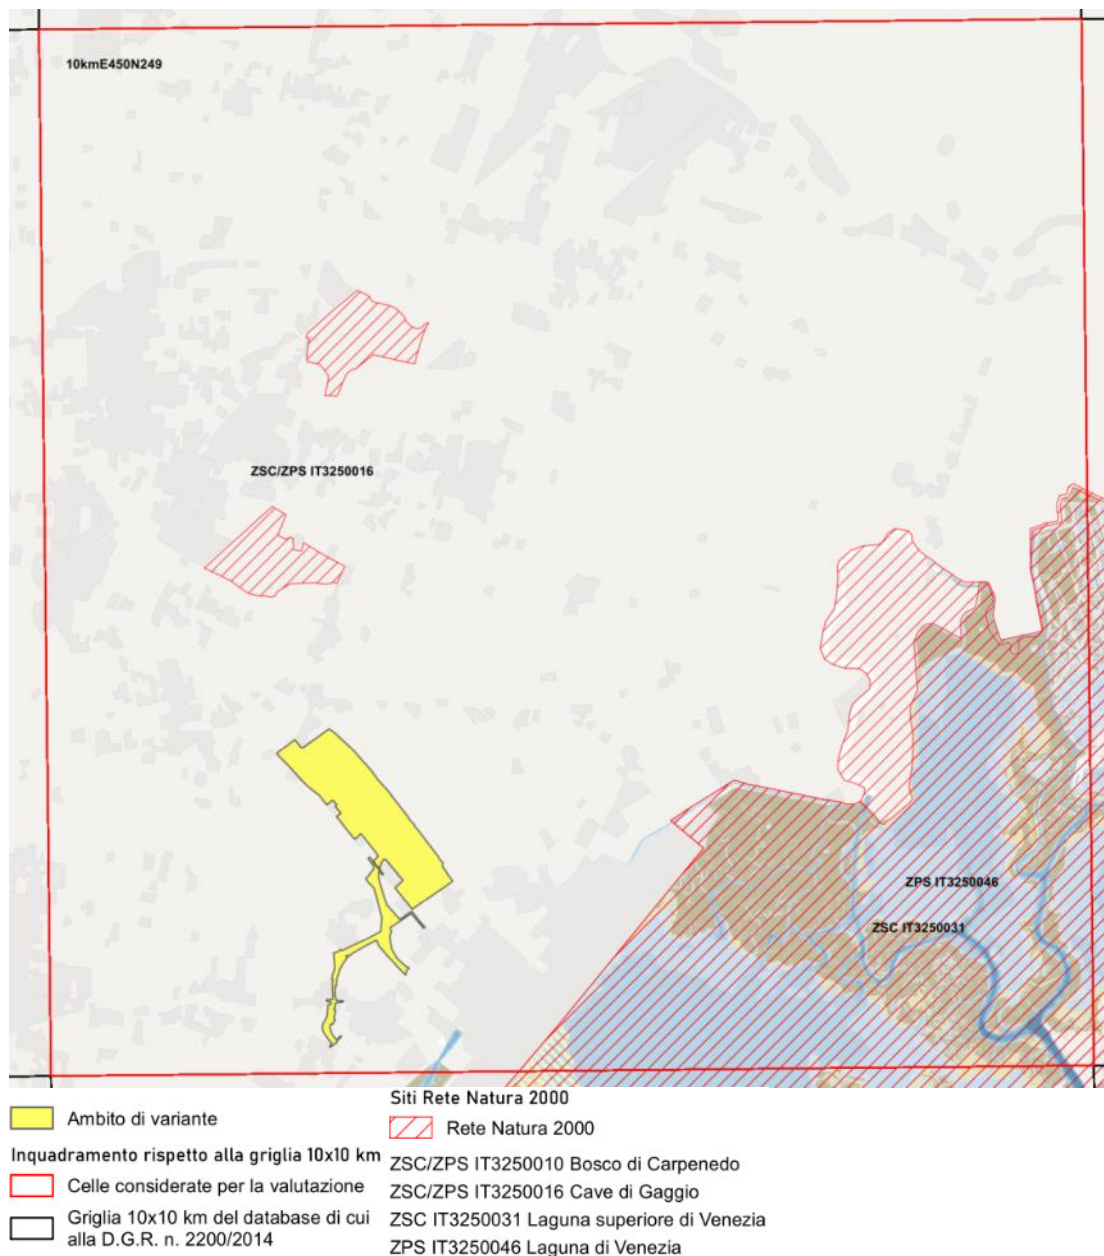 10kmE450N249
ZSC/ZPS IT3250016
ZPS IT3250046
ZSC IT3250031
Ambito di variante
Inquadramento rispetto alla griglia 10x10 km
Celle considerate per la valutazione
Griglia 10x10 km del database di cui
alla D.G.R. n. 2200/2014
Siti Rete Natura 2000
Rete Natura 2000
ZSC/ZPS IT3250010 Bosco di Carpenedo
ZSC/ZPS IT3250016 Cave di Gaggio
ZSC IT3250031 Laguna superiore di Venezia
ZPS IT3250046 Laguna di Venezia